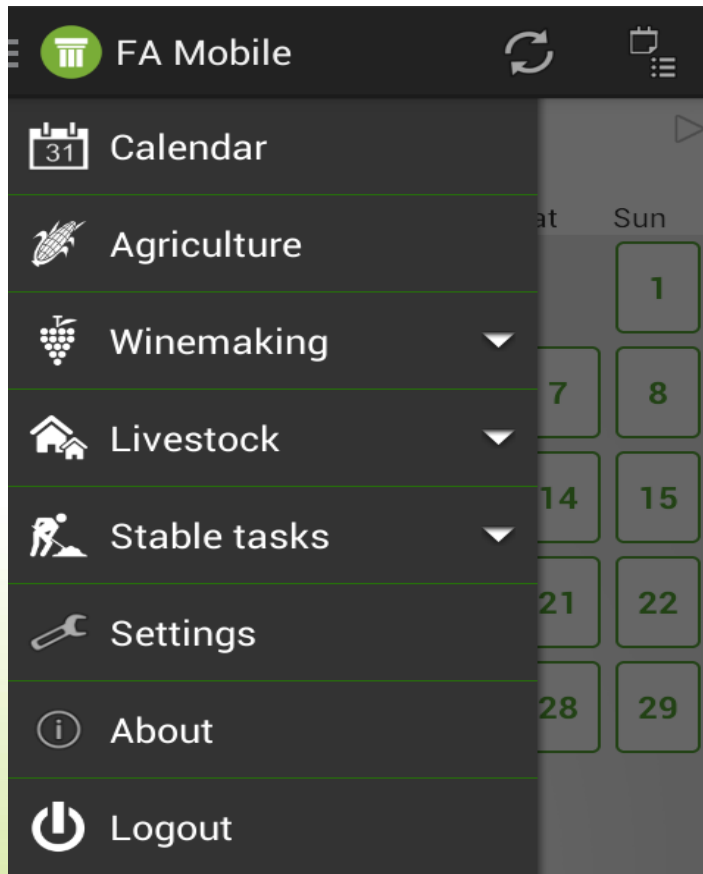 FA Mobile
31 Calendar
at Sun
Agriculture
1
Winemaking
7 8
Livestock
14 15
Stable tasks
21 22
Settings
28 29
About
Logout